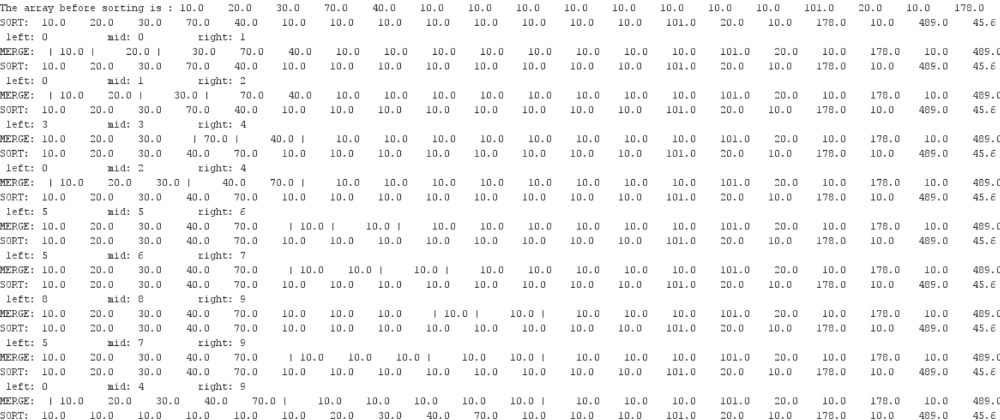 The array before sorting is : 10.0 20.0 30.0 70.0 40.0 10.0 10.0 10.0 10.0 10.0 10.0 10.0 10.0 101.0 20.0 10.0 178.0
SORT: 10.0 20.0 30.0 70.0 40.0 10.0 10.0 10.0 10.0 10.0 10.0 10.0 10.0 101.0 20.0 10.0 178.0 10.0 489.0 45.6
left: 0 mid: 0 right: 1
MERGE: | 10.0 | 20.0 | 30.0 70.0 40.0 10.0 10.0 10.0 10.0 10.0 10.0 10.0 10.0 101.0 20.0 10.0 178.0 10.0 489.0
SORT: 10.0 20.0 30.0 70.0 40.0 10.0 10.0 10.0 10.0 10.0 10.0 10.0 10.0 101.0 20.0 10.0 178.0 10.0 489.0 45.6
left: 0 mid: 1 right: 2
MERGE: | 10.0 20.0 | 30.0 | 70.0 40.0 10.0 10.0 10.0 10.0 10.0 10.0 10.0 10.0 101.0 20.0 10.0 178.0 10.0 489.0
SORT: 10.0 20.0 30.0 70.0 40.0 10.0 10.0 10.0 10.0 10.0 10.0 10.0 10.0 101.0 20.0 10.0 178.0 10.0 489.0 45.6
left: 3 mid: 3 right: 4
MERGE: 10.0 20.0 30.0 | 70.0 | 40.0 | 10.0 10.0 10.0 10.0 10.0 10.0 10.0 10.0 101.0 20.0 10.0 178.0 10.0 489.0
SORT: 10.0 20.0 30.0 40.0 70.0 10.0 10.0 10.0 10.0 10.0 10.0 10.0 10.0 101.0 20.0 10.0 178.0 10.0 489.0 45.6
left: 0 mid: 2 right: 4
MERGE: | 10.0 20.0 30.0 | 40.0 70.0 | 10.0 10.0 10.0 10.0 10.0 10.0 10.0 10.0 101.0 20.0 10.0 178.0 10.0 489.0
SORT: 10.0 20.0 30.0 40.0 70.0 10.0 10.0 10.0 10.0 10.0 10.0 10.0 10.0 101.0 20.0 10.0 178.0 10.0 489.0 45.6
left: 5 mid: 5 right: 6
MERGE: 10.0 20.0 30.0 40.0 70.0 | 10.0 | 10.0 | 10.0 10.0 10.0 10.0 10.0 10.0 101.0 20.0 10.0 178.0 10.0 489.0
SORT: 10.0 20.0 30.0 40.0 70.0 10.0 10.0 10.0 10.0 10.0 10.0 10.0 10.0 101.0 20.0 10.0 178.0 10.0 489.0 45.6
left: 5 mid: 6 right: 7
MERGE: 10.0 20.0 30.0 40.0 70.0 | 10.0 10.0 | 10.0 | 10.0 10.0 10.0 10.0 10.0 101.0 20.0 10.0 178.0 10.0 489.0
SORT: 10.0 20.0 30.0 40.0 70.0 10.0 10.0 10.0 10.0 10.0 10.0 10.0 10.0 101.0 20.0 10.0 178.0 10.0 489.0 45.6
left: 8 mid: 8 right: 9
MERGE: 10.0 20.0 30.0 40.0 70.0 10.0 10.0 10.0 | 10.0 | 10.0 | 10.0 10.0 10.0 101.0 20.0 10.0 178.0 10.0 489.0
SORT: 10.0 20.0 30.0 40.0 70.0 10.0 10.0 10.0 10.0 10.0 10.0 10.0 10.0 101.0 20.0 10.0 178.0 10.0 489.0 45.6
left: 5 mid: 7 right: 9
MERGE: 10.0 20.0 30.0 40.0 70.0 | 10.0 10.0 10.0 | 10.0 10.0 | 10.0 10.0 10.0 101.0 20.0 10.0 178.0 10.0 489.0
SORT: 10.0 20.0 30.0 40.0 70.0 10.0 10.0 10.0 10.0 10.0 10.0 10.0 10.0 101.0 20.0 10.0 178.0 10.0 489.0 45.6
left: 0 mid: 4 right: 9
MERGE: | 10.0 20.0 30.0 40.0 70.0 | 10.0 10.0 10.0 10.0 10.0 | 10.0 10.0 10.0 101.0 20.0 10.0 178.0 10.0 489.0
SORT: 10.0 10.0 10.0 10.0 10.0 10.0 20.0 30.0 40.0 70.0 10.0 10.0 10.0 101.0 20.0 10.0 178.0 10.0 489.0 45.6